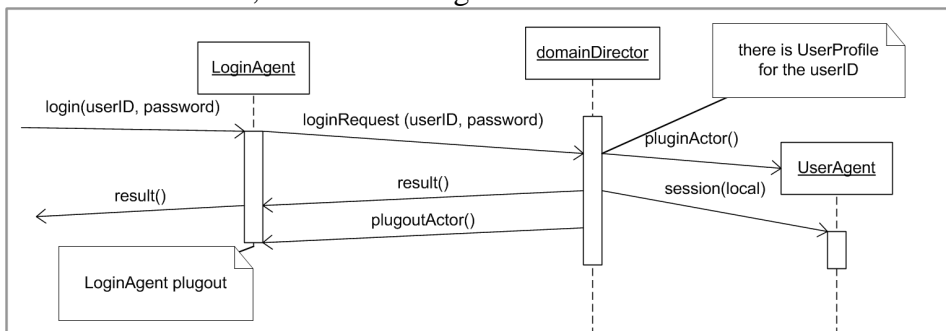 there is UserProfile
for the userID
domainDirector
LoginAgent
login(userID, password)
loginRequest (userID, password)
pluginActor()
UserAgent
result()
session(local)
result()
plugoutActor()
LoginAgent plugout